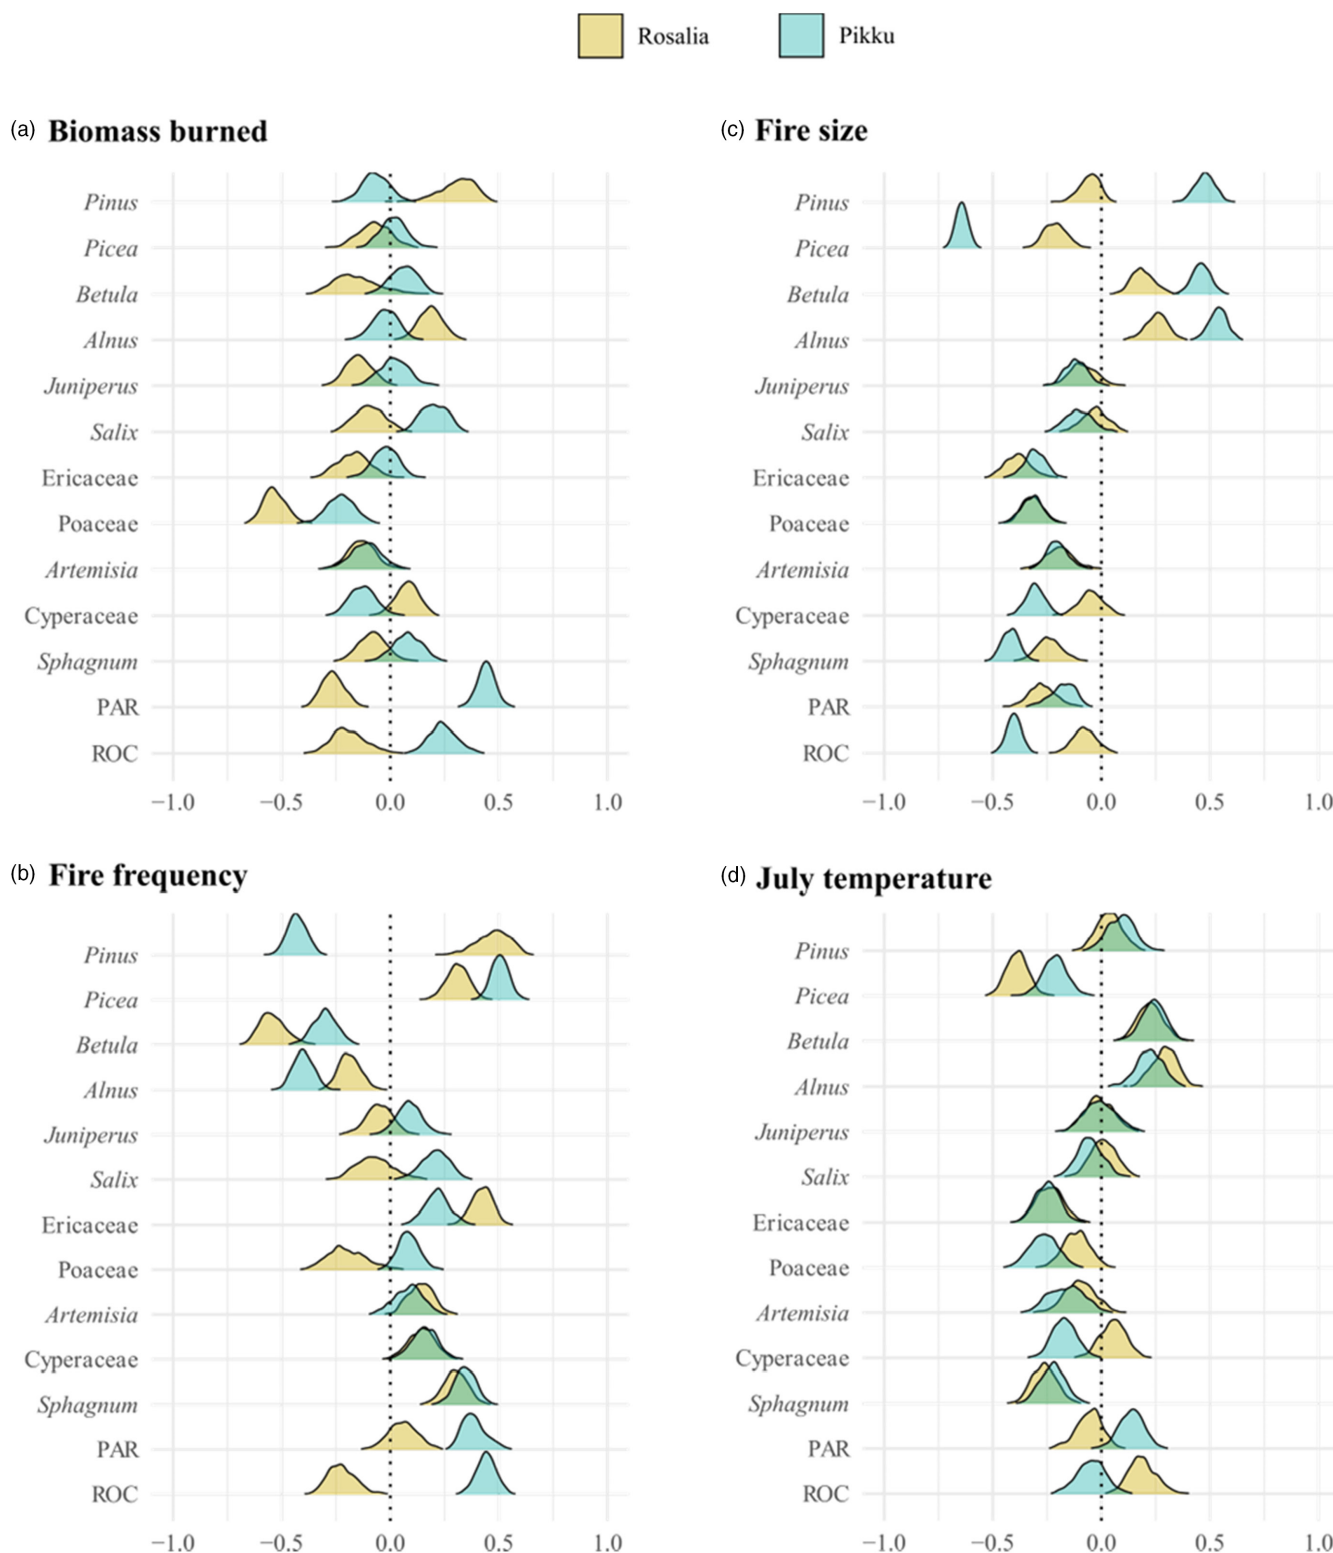 Rosalia Pikku
(a) Biomass burned
Pinus
Picea
Betula
Alnus
Juniperus
Salix
Ericaceae
Poaceae
Artemisia
Cyperaceae
Sphagnum
PAR
ROC
−1.0 −0.5 0.0 0.5 1.0
(c) Fire size
Pinus
Picea
Betula
Alnus
Juniperus
Salix
Ericaceae
Poaceae
Artemisia
Cyperaceae
Sphagnum
PAR
ROC
−1.0 −0.5 0.0 0.5 1.0
(b) Fire frequency
Pinus
Picea
Betula
Alnus
Juniperus
Salix
Ericaceae
Poaceae
Artemisia
Cyperaceae
Sphagnum
PAR
ROC
−1.0 −0.5 0.0 0.5 1.0
(d) July temperature
Pinus
Picea
Betula
Alnus
Juniperus
Salix
Ericaceae
Poaceae
Artemisia
Cyperaceae
Sphagnum
PAR
ROC
−1.0 −0.5 0.0 0.5 1.0